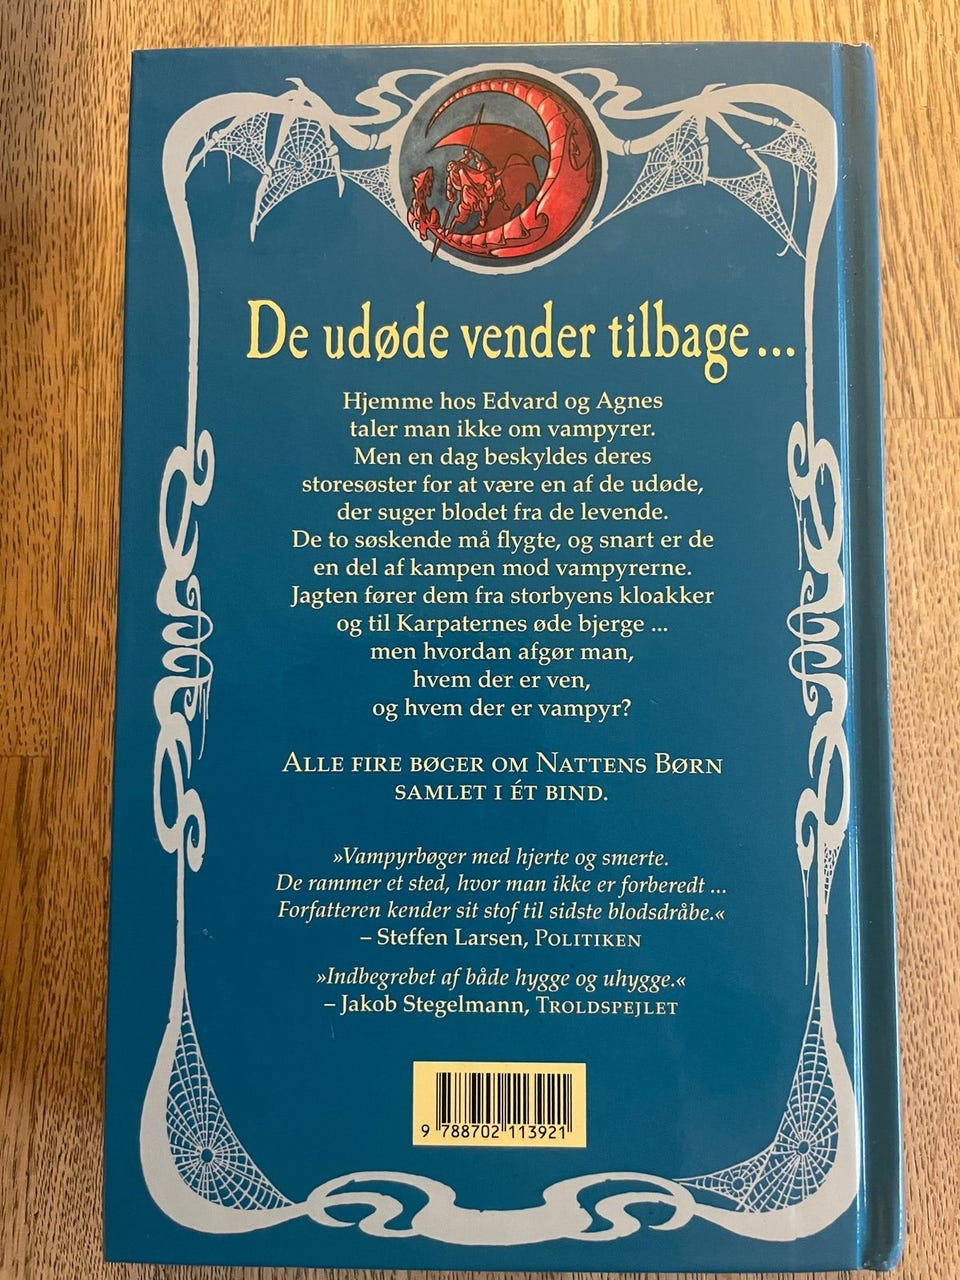 De udøde vender tilbage ...
Hjemme hos Edvard og Agnes
taler man ikke om vampyrer.
Men en dag beskyldes deres
storesøster for at være en af de udøde,
der suger blodet fra de levende.
De to søskende må flygte, og snart er de
en del af kampen mod vampyrerne.
Jagten fører dem fra storbyens kloakker
og til Karpaternes øde bjerge ...
men hvordan afgør man,
hvem der er ven,
og hvem der er vampyr?
ALLE FIRE BØGER OM NATTENS BØRN
SAMLET I ÉT BIND.
»Vampyrbøger med hjerte og smerte.
De rammer et sted, hvor man ikke er forberedt ...
Forfatteren kender sit stof til sidste blodsdråbe.«
– Steffen Larsen, POLITIKEN
»Indbegrebet af både hygge og uhygge.«
– Jakob Stegelmann, TROLDSPEJLET
9 788702 113921